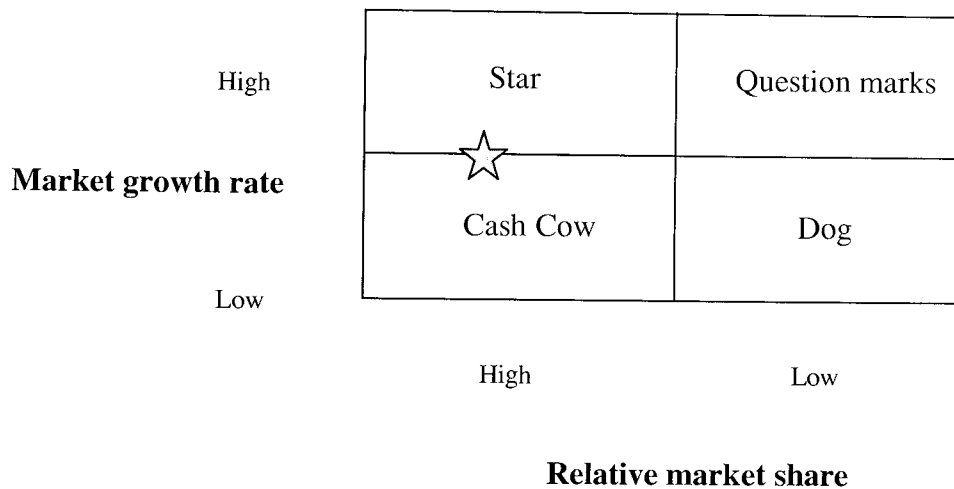 High
Star
Question marks
Market growth rate
Cash Cow
Dog
Low
High
Low
Relative market share